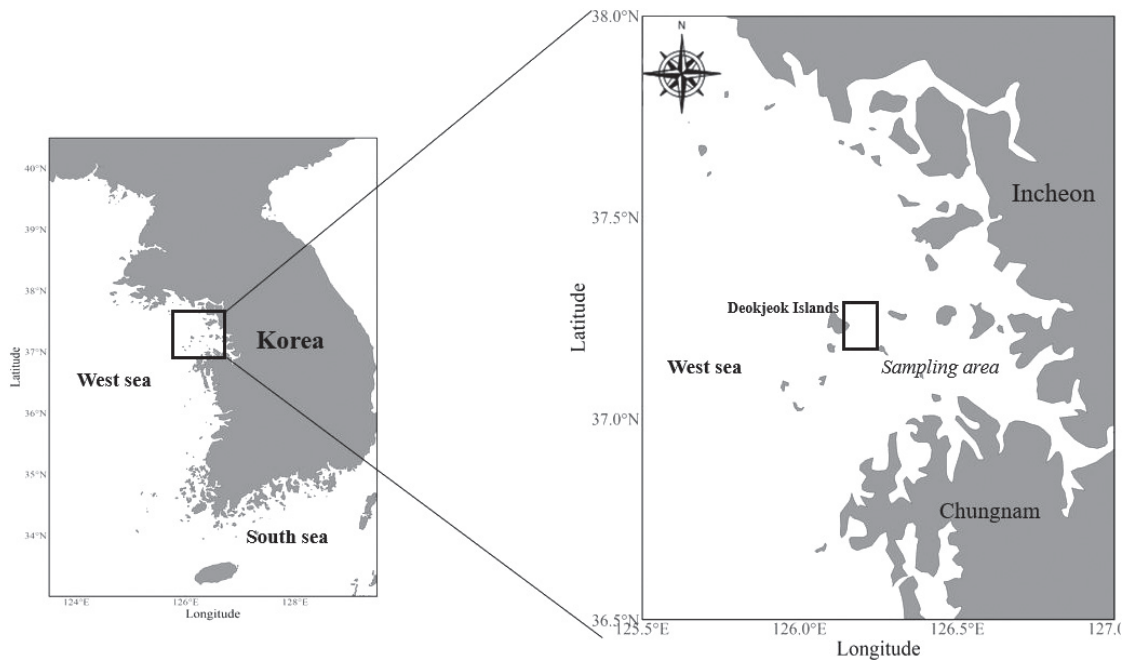 40°N
39°N
38°N
37°N
36°N
35°N
34°N
Latitude
124°E
126°E
128°E
Longitude
Korea
West sea
South sea
38.0°N
37.5°N
37.0°N
36.5°N
Latitude
125.5°E
126.0°E
126.5°E
127.0
Longitude
N
Incheon
Deokjeok Islands
West sea
Sampling area
Chungnam